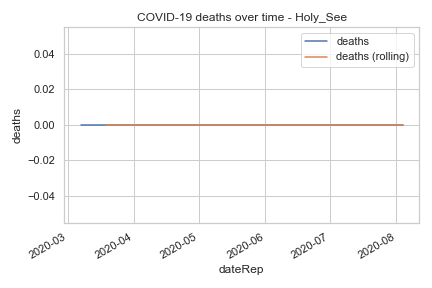 COVID-19 deaths over time - Holy_See
deaths
deaths (rolling)
0.04
0.02
0.00
−0.02
−0.04
deaths
2020-03
2020-04
2020-05
2020-06
2020-07
2020-08
dateRep